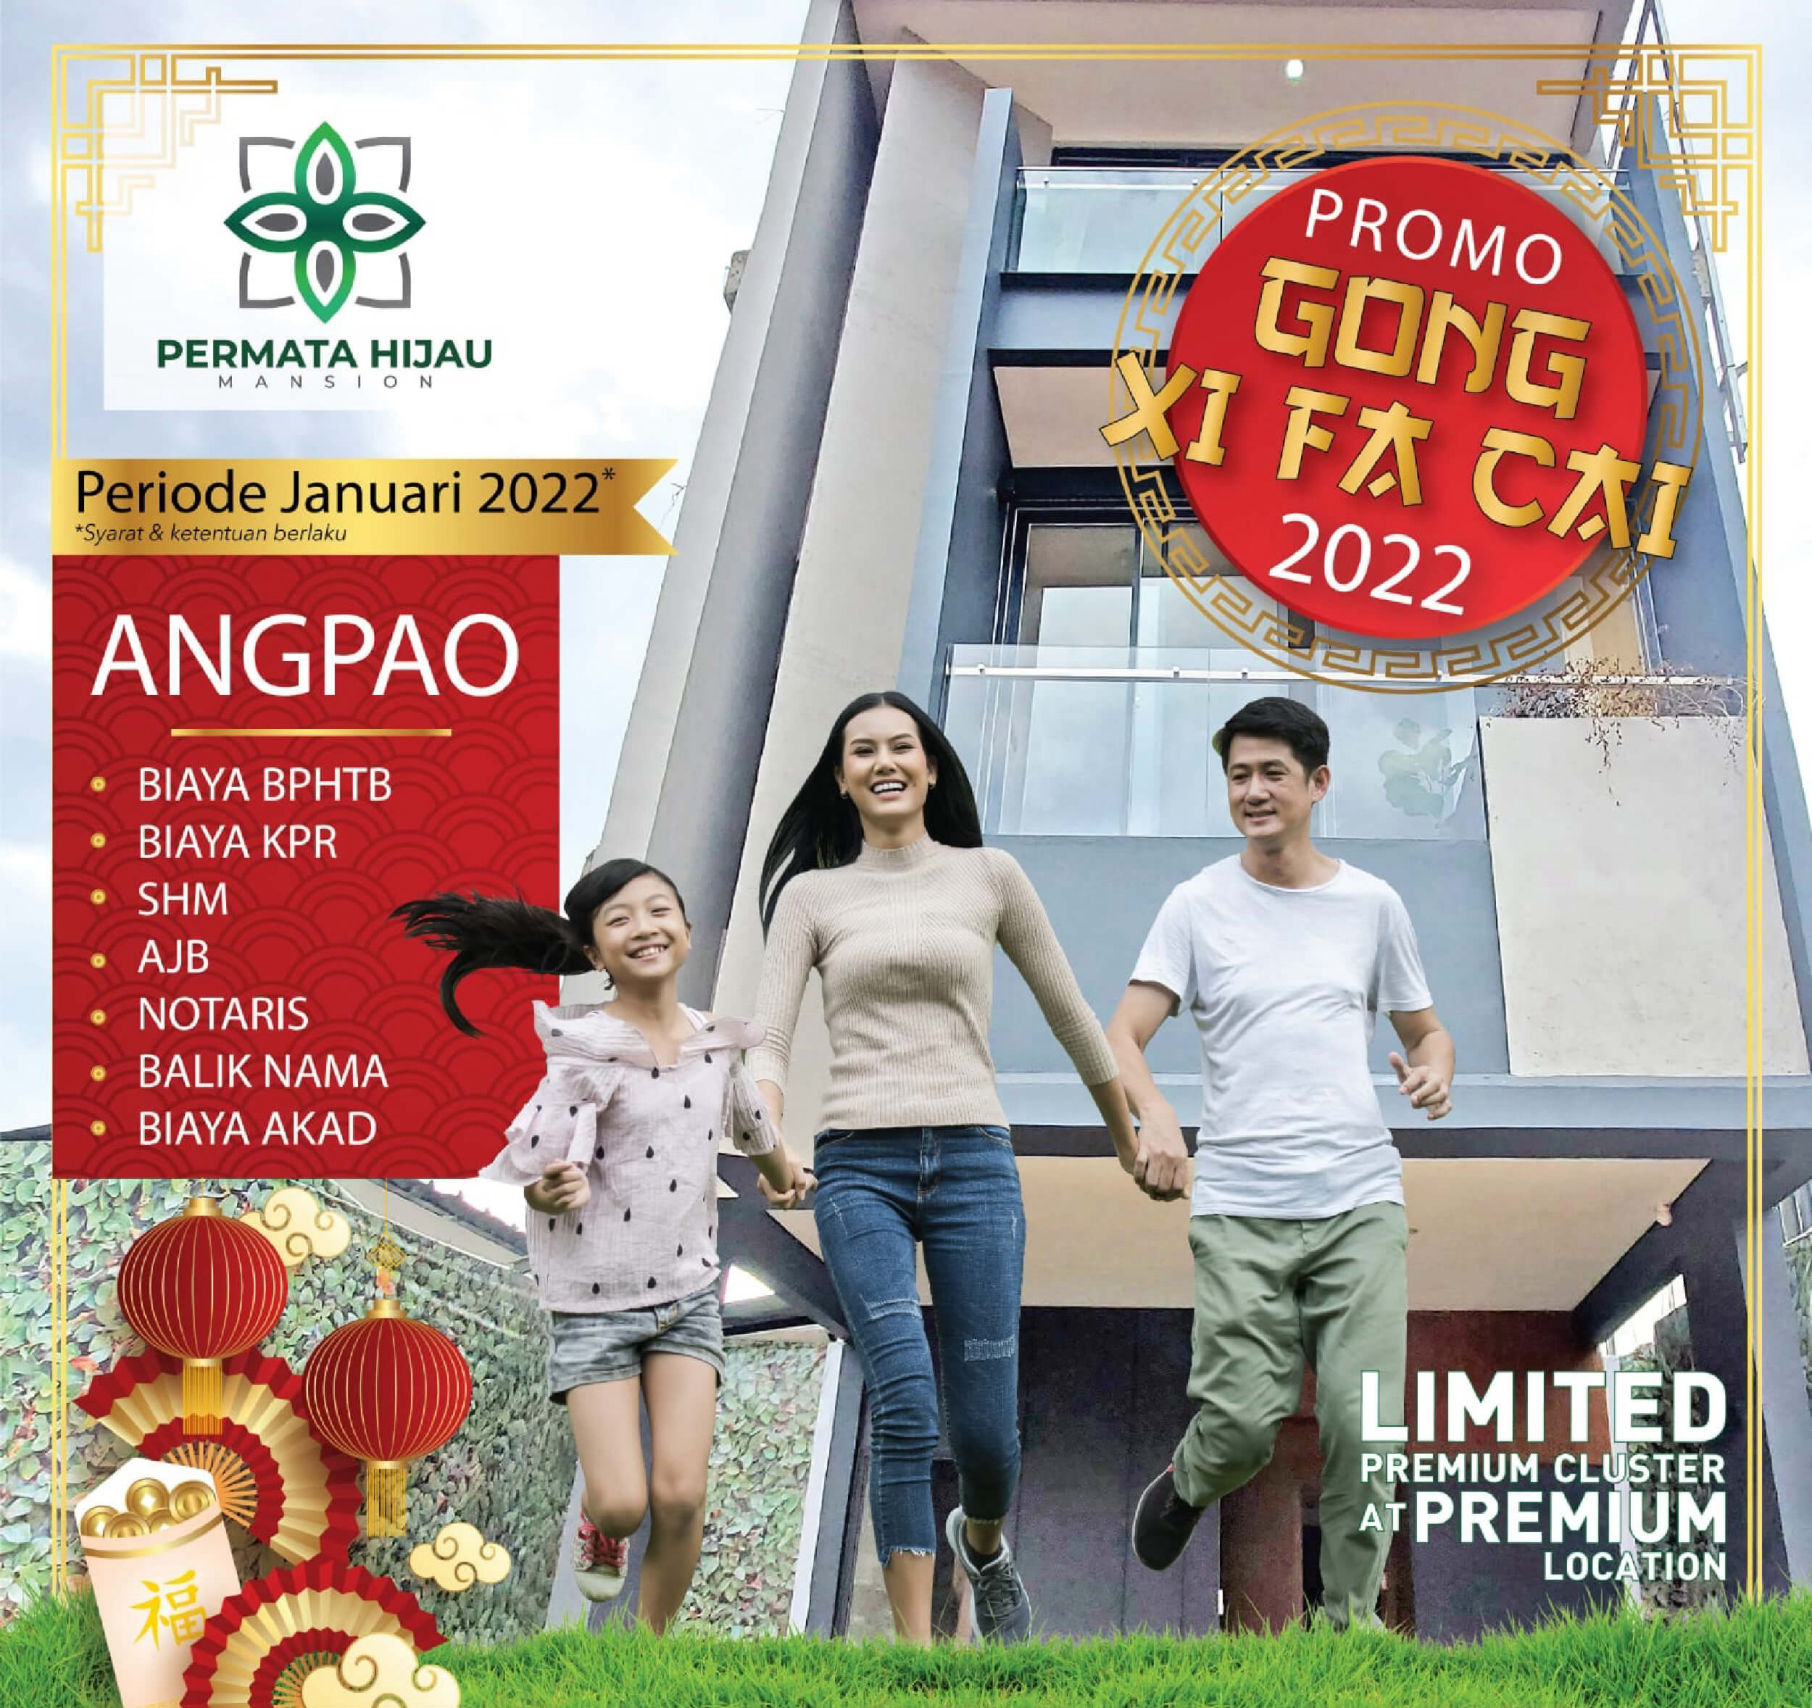 PERMATA HIJAU
MANSION
Periode Januari 2022*
*Syarat & ketentuan berlaku
ANGPAO
BIAYA BPHTB
BIAYA KPR
SHM
AJB
NOTARIS
BALIK NAMA
BIAYA AKAD
PROMO
GONG
XI FA CAI
2022
福
LIMITED
PREMIUM CLUSTER
AT PREMIUM
LOCATION